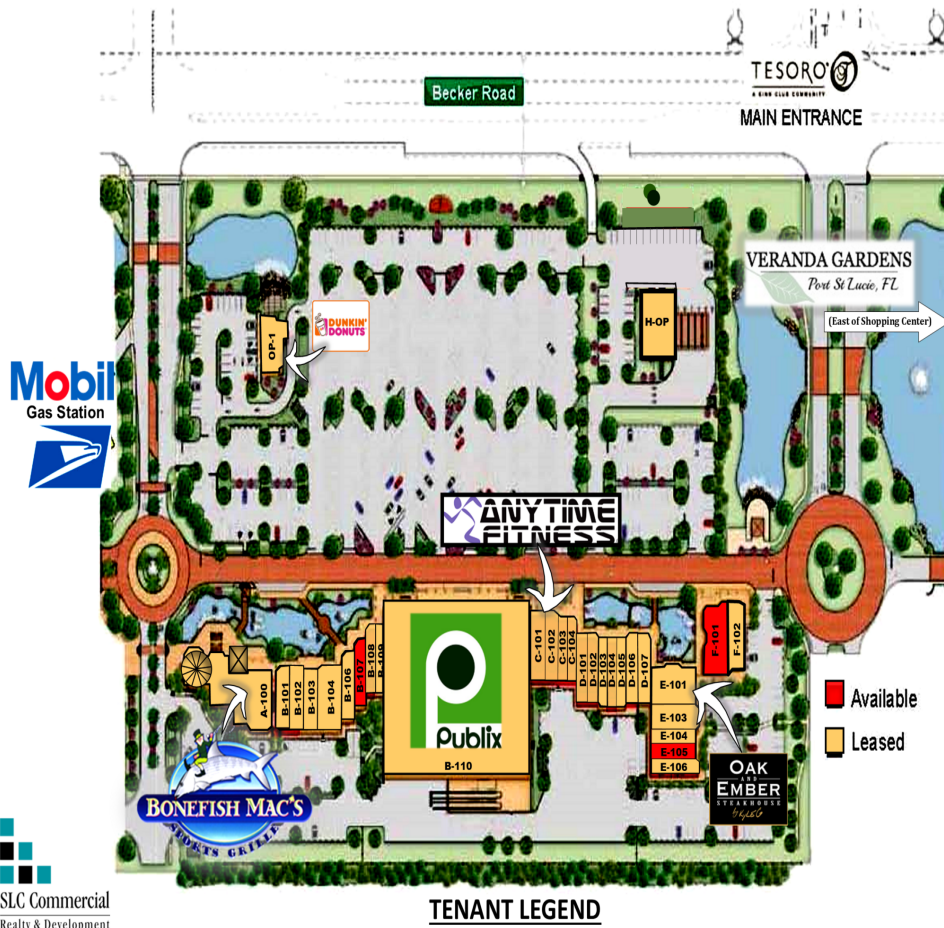 Becker Road
TESORO
A KING CLUB COMMUNITY
MAIN ENTRANCE
VERANDA GARDENS
Port St Lucie, FL
(East of Shopping Center)
DUNKIN'
DONUTS
OP-1
H-OP
Mobil
Gas Station
ANYTIME
FITNESS
A-100
B-101
B-102
B-103
B-104
B-106
B-107
B-108
B-109
Publix
B-110
C-101
C-102
C-103
C-104
D-101
D-102
D-103
D-104
D-105
D-106
D-107
E-101
E-103
E-104
E-105
E-106
F-101
F-102
Available
Leased
BONEFISH MAC'S
SPORTS GRILLE
OAK
AND
EMBER
STEAKHOUSE
SLC Commercial
Realty & Development
TENANT LEGEND